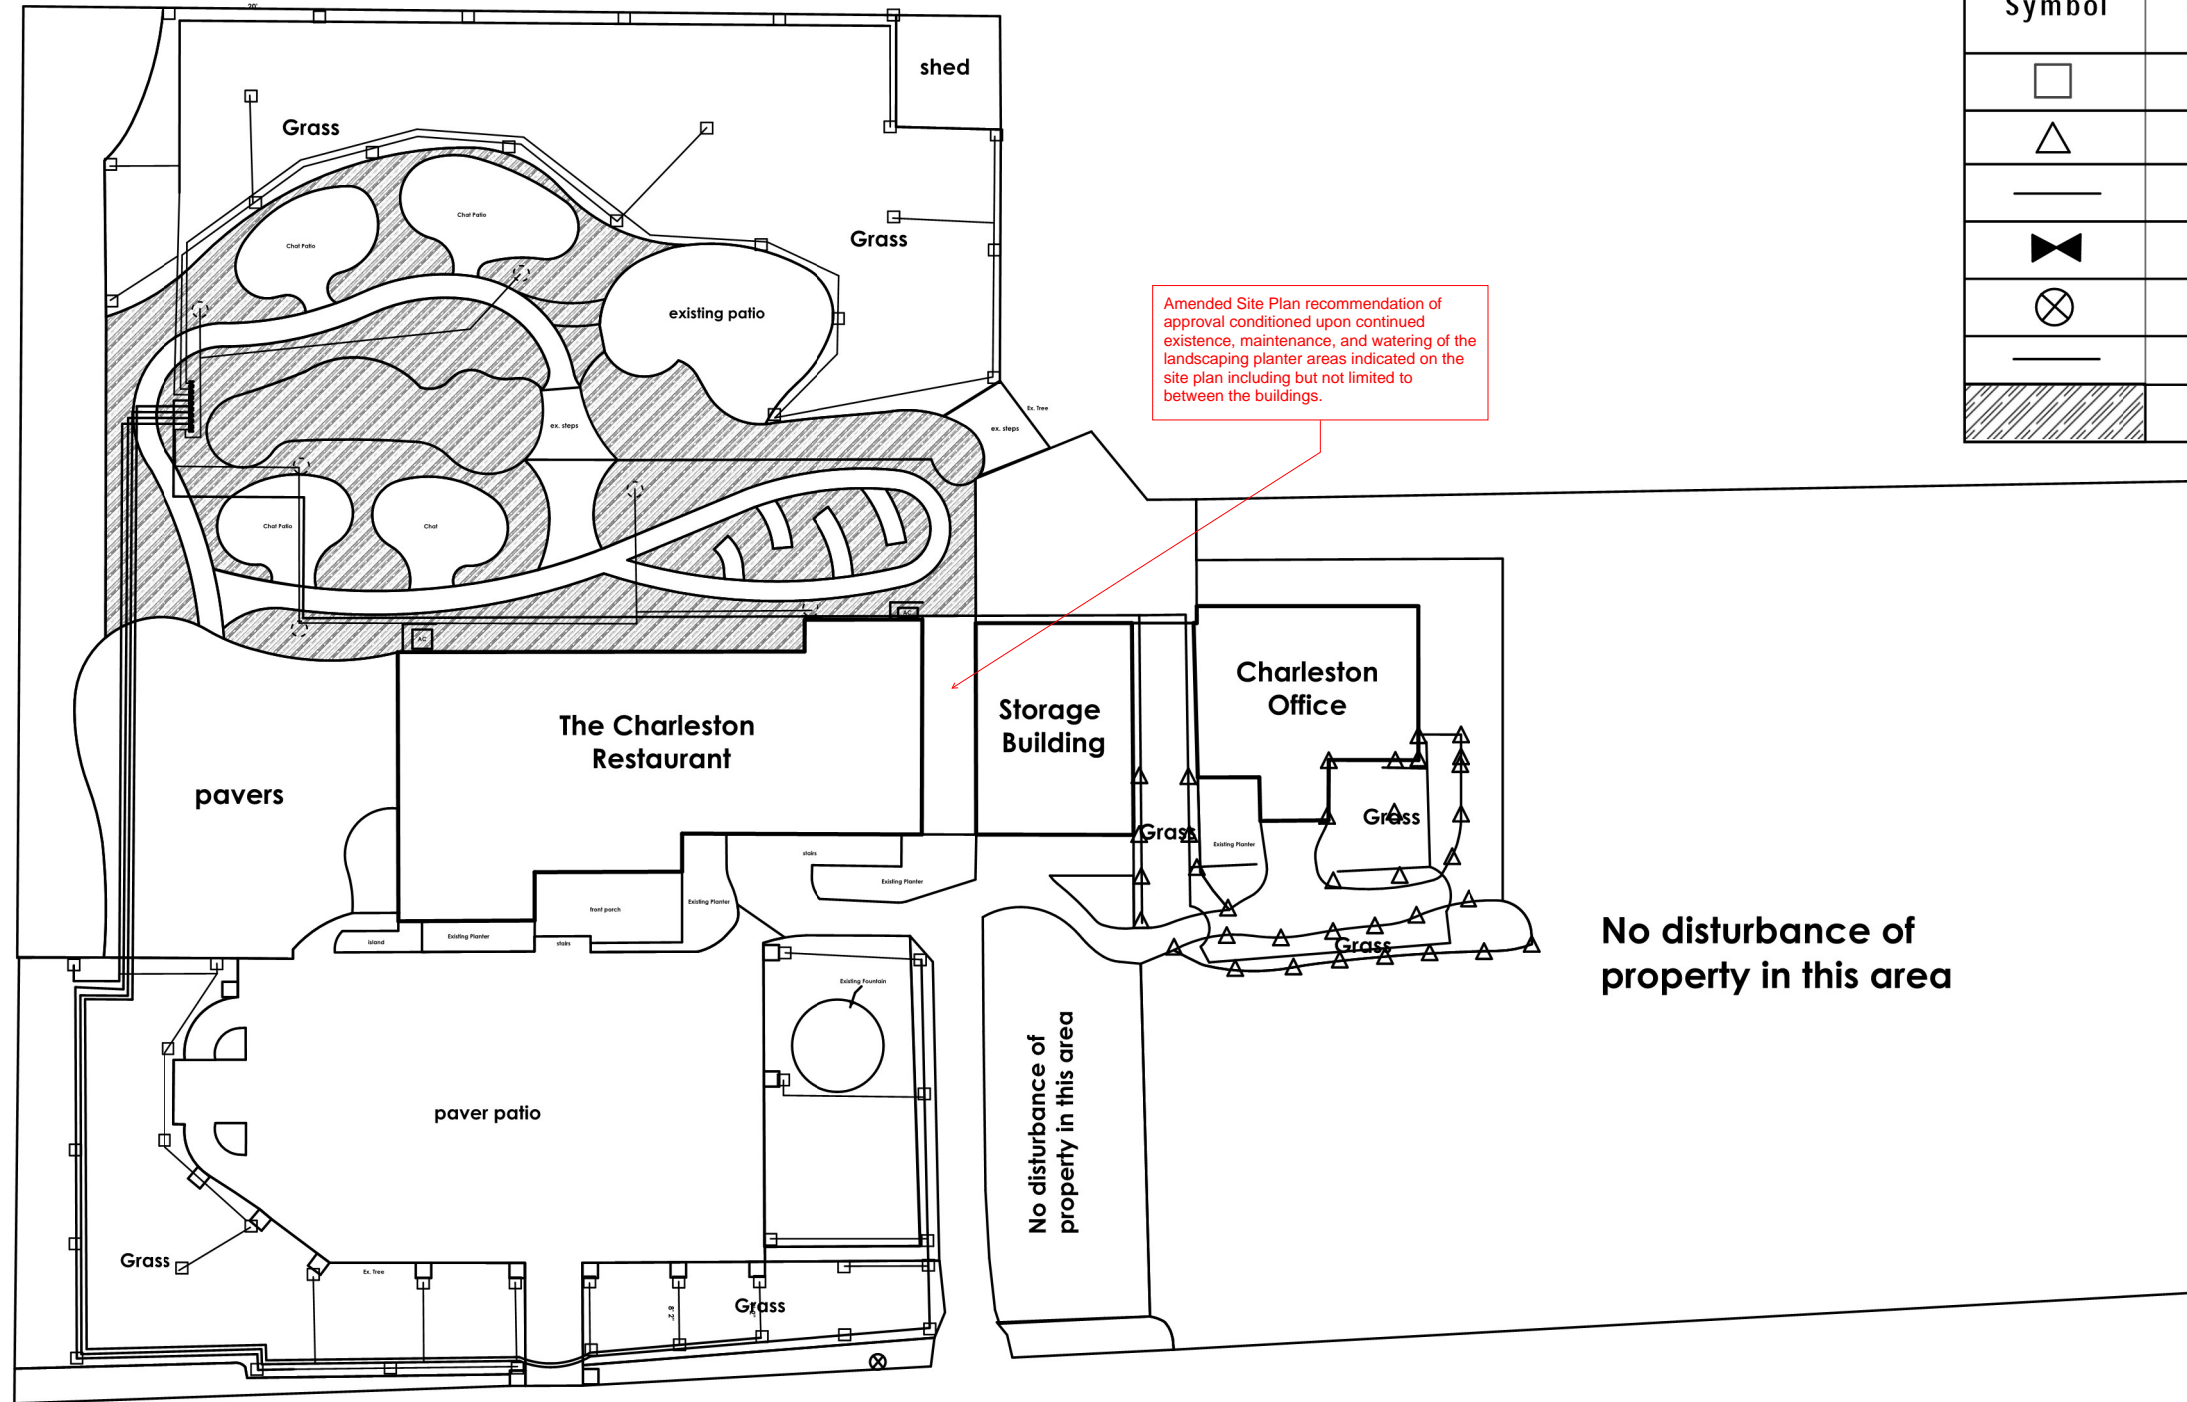 20'
Symbol
shed
Grass
Chat Patio
Chat Patio
Grass
existing patio
Amended Site Plan recommendation of
approval conditioned upon continued
existence, maintenance, and watering of the
landscaping planter areas indicated on the
site plan including but not limited to
between the buildings.
Ex. Tree
ex. steps
ex. steps
Chat Patio
Chat
AC
AC
The Charleston
Restaurant
Storage
Building
Charleston
Office
pavers
Grass
Grass
Existing Planter
stairs
Existing Planter
Existing Planter
front porch
Existing Planter
island
stairs
Grass
No disturbance of
property in this area
Existing Fountain
No disturbance of
property in this area
paver patio
Grass
Ex. Tree
8' 2"
Grass